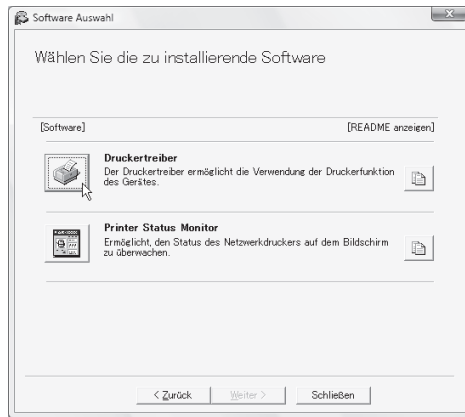 Software Auswahl
Wählen Sie die zu installierende Software
[Software] [README anzeigen]
Druckertreiber
Der Druckertreiber ermöglicht die Verwendung der Druckerfunktion
des Gerätes.
Printer Status Monitor
Ermöglicht, den Status des Netzwerkdruckers auf dem Bildschirm
zu überwachen.
< Zurück Weiter > Schließen